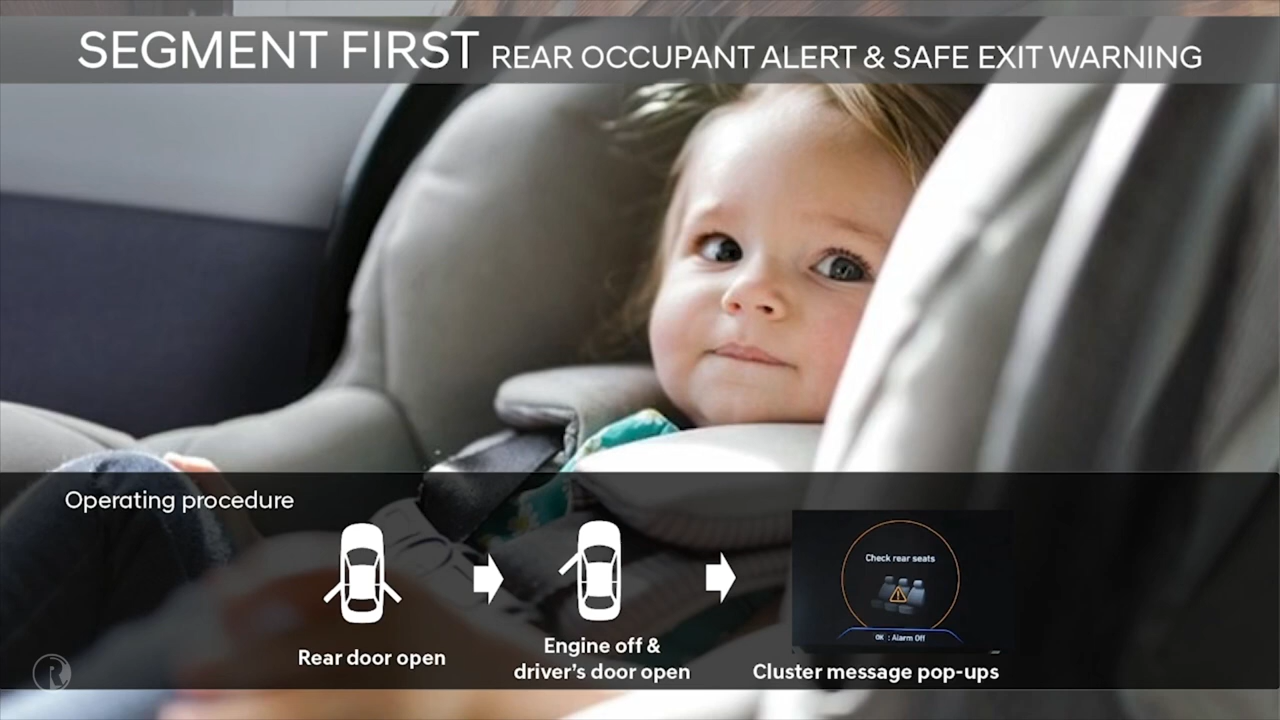 SEGMENT FIRST REAR OCCUPANT ALERT & SAFE EXIT WARNING
Operating procedure
Rear door open
Engine off &
driver's door open
Check rear seats
OK : Alarm Off
Cluster message pop-ups
R